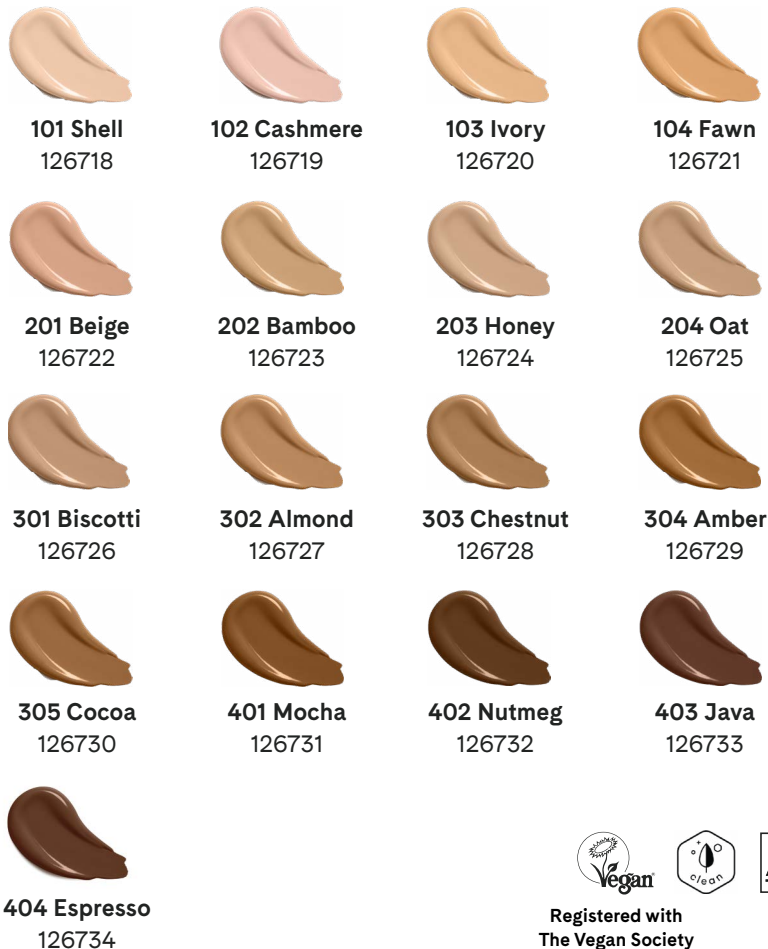 101 Shell
126718
102 Cashmere
126719
103 Ivory
126720
104 Fawn
126721
201 Beige
126722
202 Bamboo
126723
203 Honey
126724
204 Oat
126725
301 Biscotti
126726
302 Almond
126727
303 Chestnut
126728
304 Amber
126729
305 Cocoa
126730
401 Mocha
126731
402 Nutmeg
126732
403 Java
126733
404 Espresso
126734
Vegan
clean
Registered with
The Vegan Society